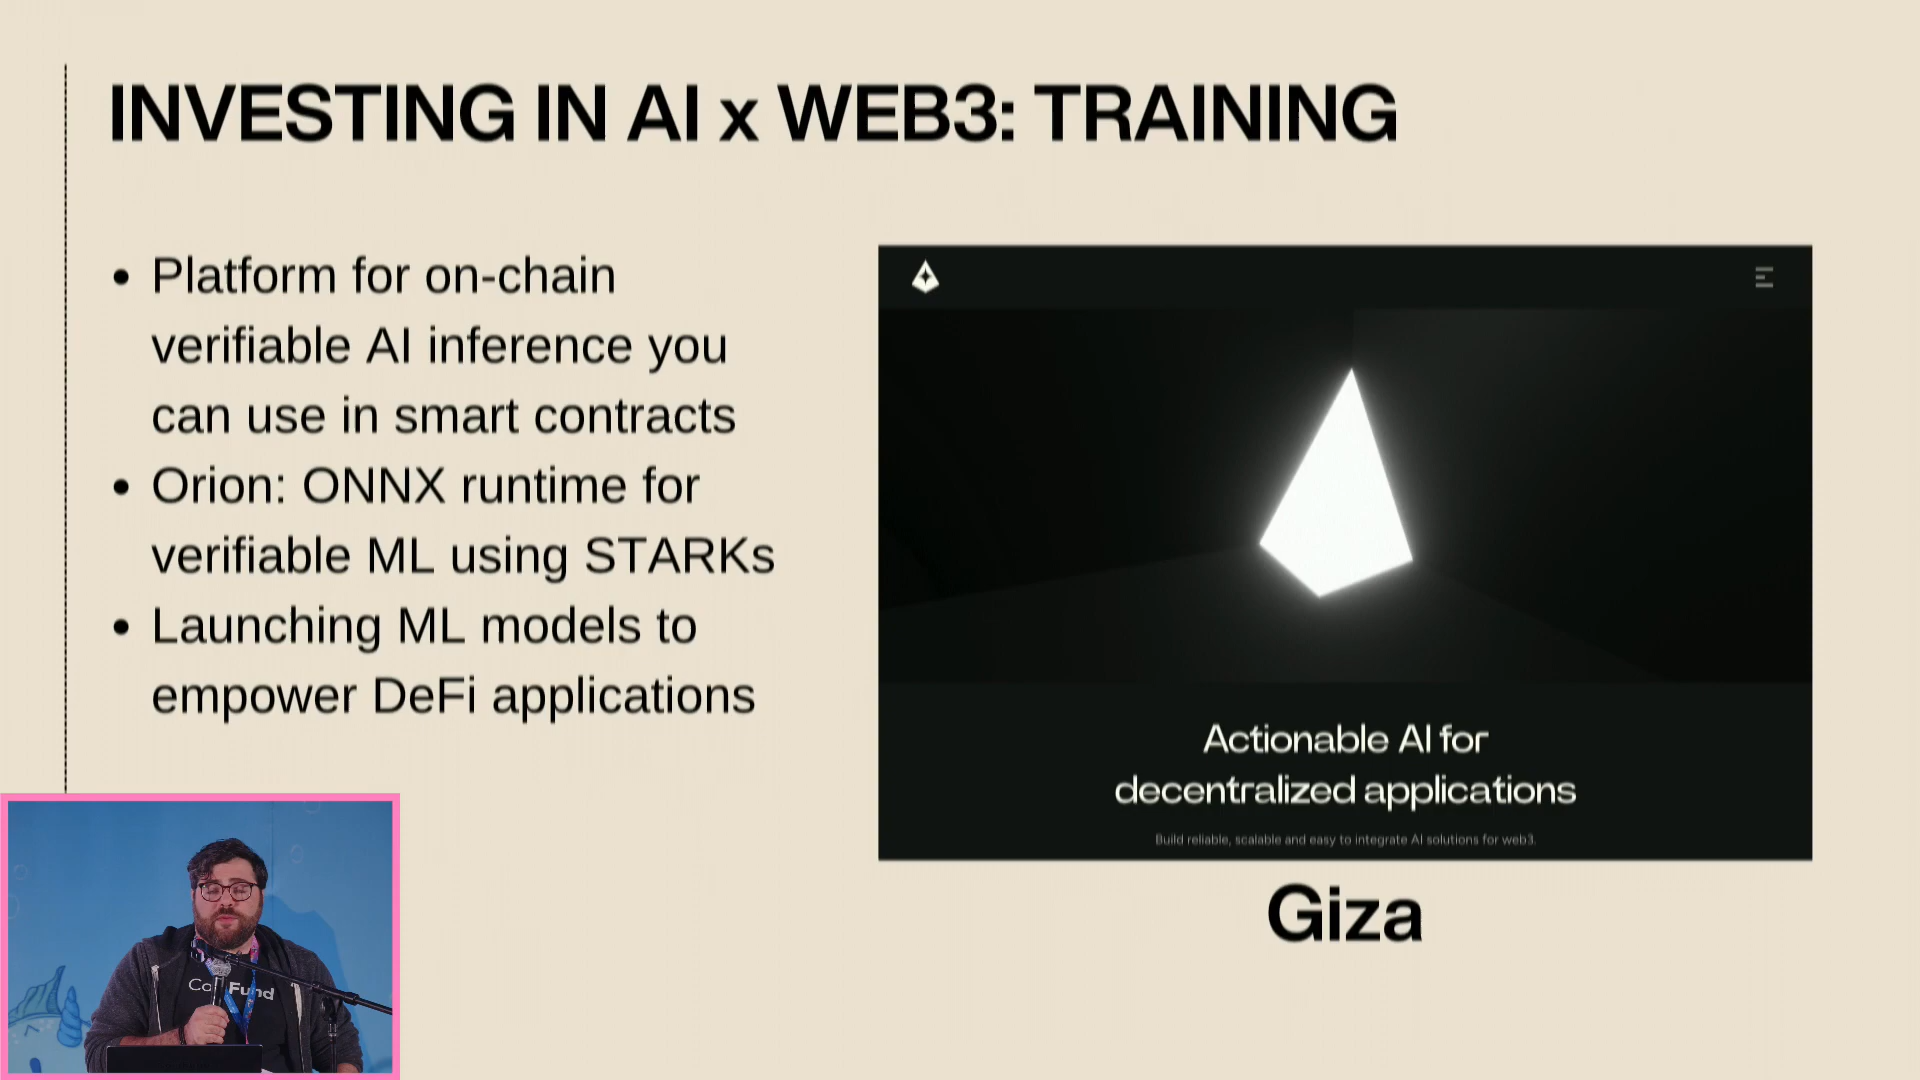 INVESTING IN AI x WEB3: TRAINING
• Platform for on-chain
verifiable AI inference you
can use in smart contracts
• Orion: ONNX runtime for
verifiable ML using STARKs
• Launching ML models to
empower DeFi applications
Actionable AI for
decentralized applications
Build reliable, scalable and easy to integrate AI solutions for web3.
Giza
Fund